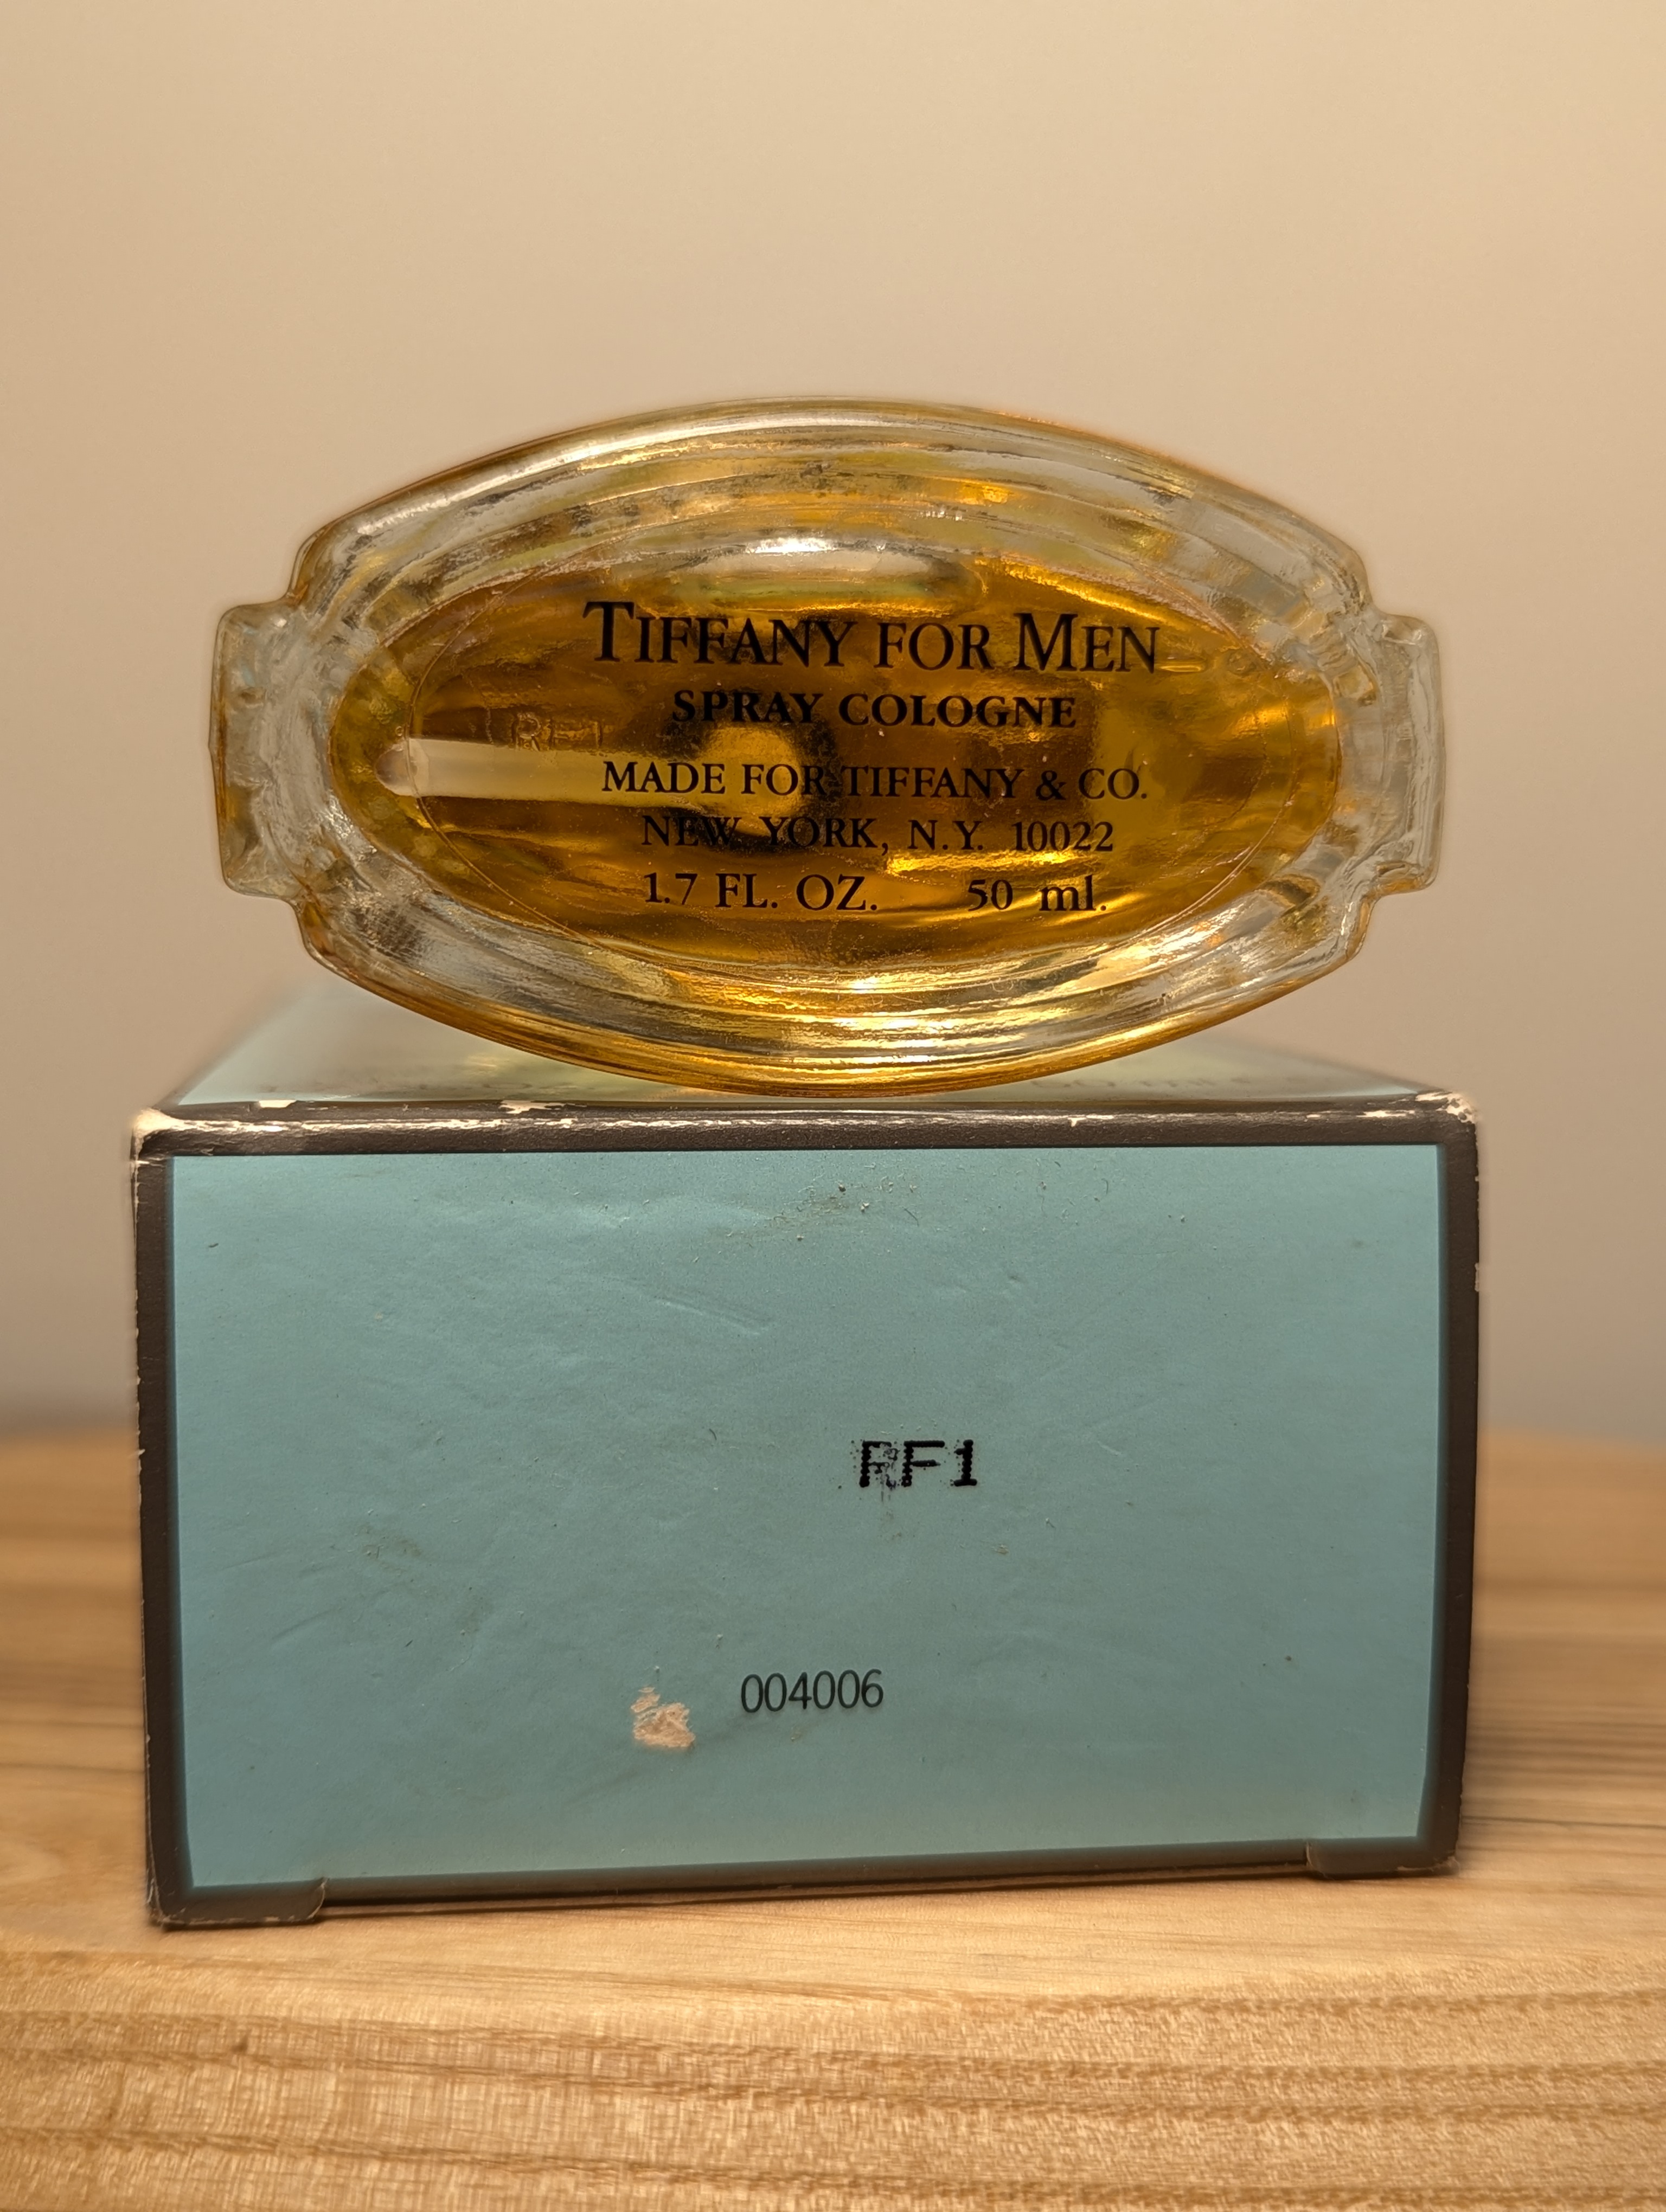 TIFFANY FOR MEN
SPRAY COLOGNE
MADE FOR TIFFANY & CO.
NEW YORK, N.Y. 10022
1.7 FL. OZ. 50 ml.
RF1
004006